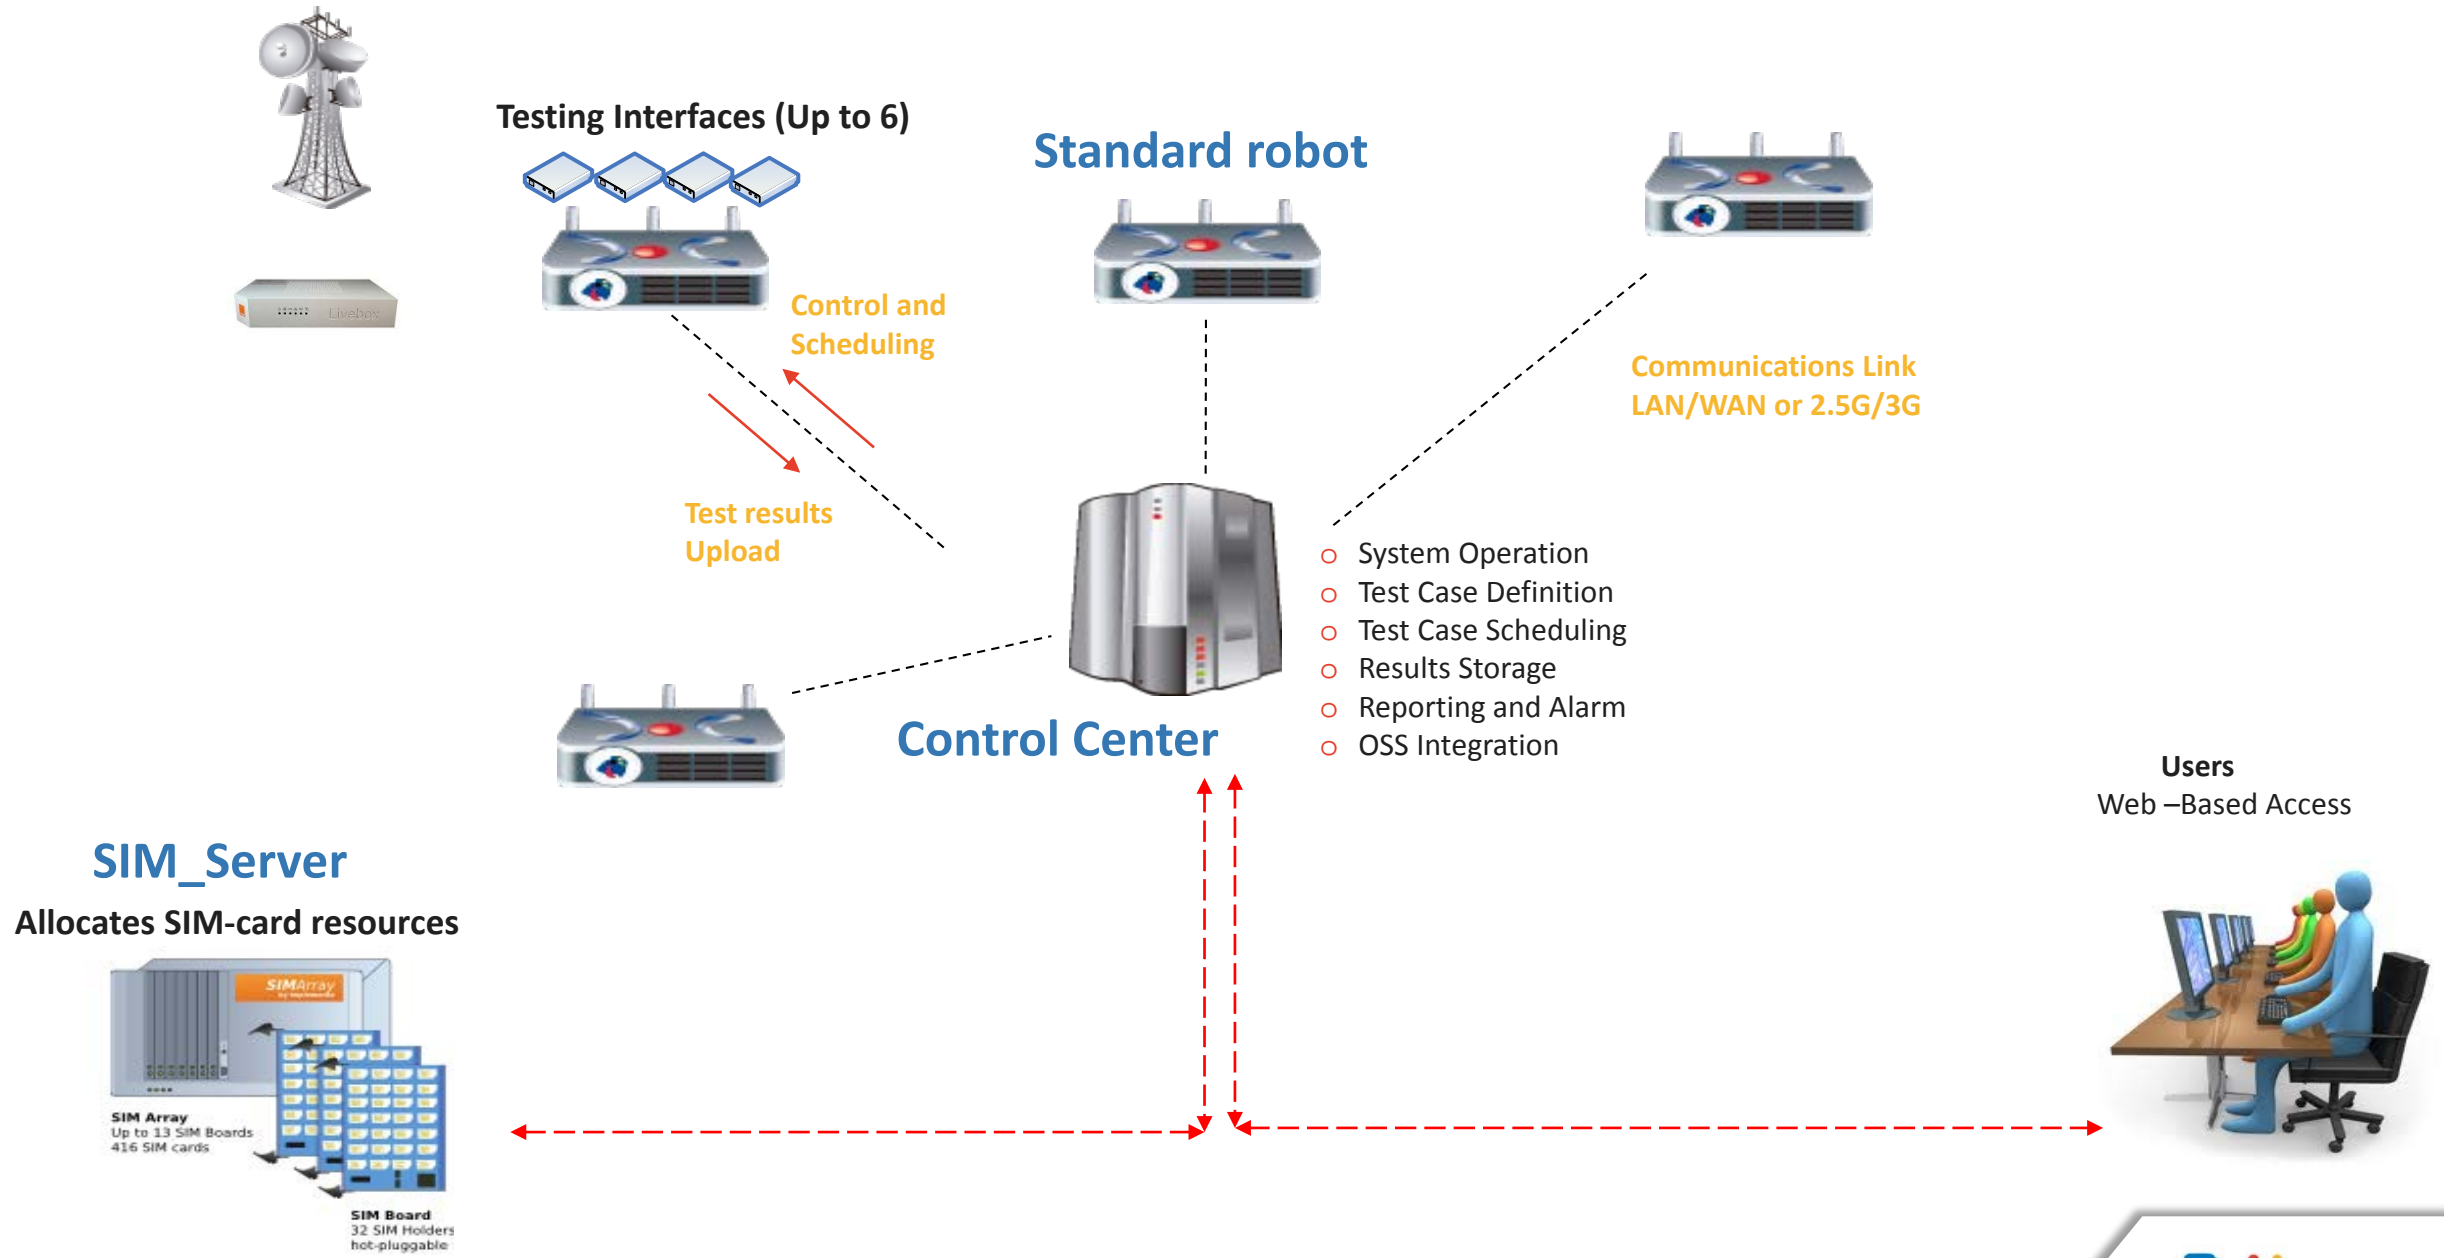 Testing Interfaces (Up to 6)
Standard robot
Livebox
Control and
Scheduling
Communications Link
LAN/WAN or 2.5G/3G
Test results
Upload
o System Operation
o Test Case Definition
o Test Case Scheduling
o Results Storage
o Reporting and Alarm
o OSS Integration
Control Center
Users
Web –Based Access
SIM_Server
Allocates SIM-card resources
SIMArray
SIM Array
Up to 13 SIM Boards
416 SIM cards
SIM Board
32 SIM Holders
hot-pluggable